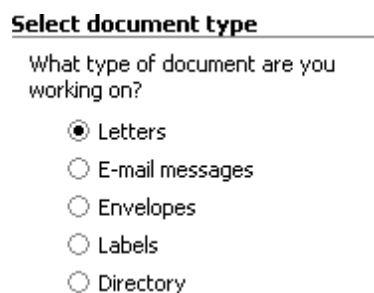 Select document type
What type of document are you
working on?
Letters
E-mail messages
Envelopes
Labels
Directory